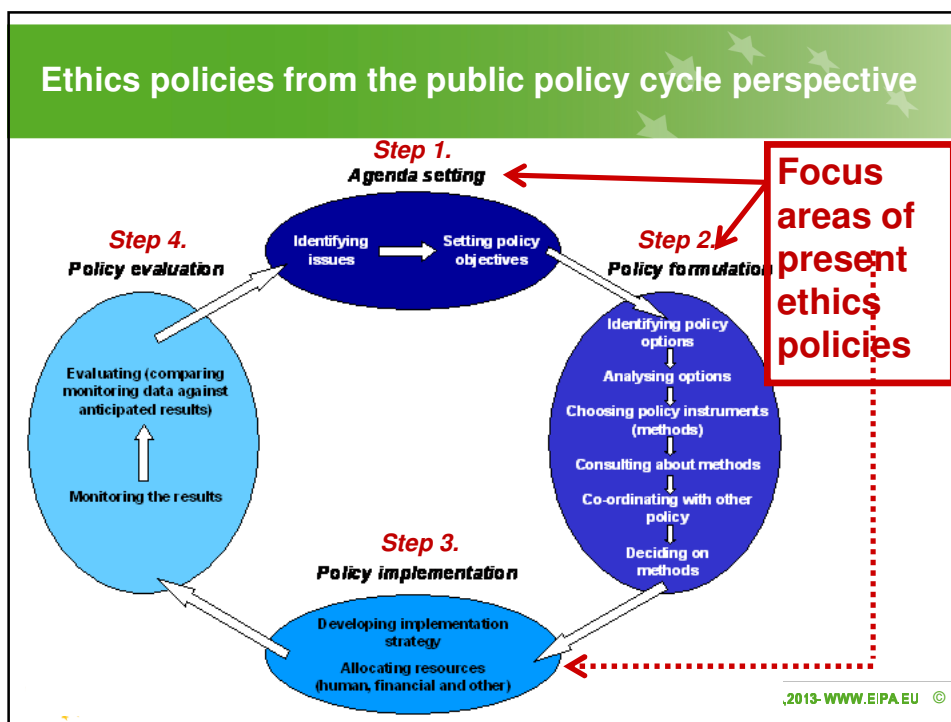 Ethics policies from the public policy cycle perspective
Step 1.
Agenda setting
Identifying
issues
Setting policy
objectives
Focus
areas of
present
ethics
policies
Step 2.
Policy formulation
Identifying policy
options
Analysing options
Choosing policy instruments
(methods)
Consulting about methods
Co-ordinating with other
policy
Deciding on
methods
Step 3.
Policy implementation
Developing implementation
strategy
Allocating resources
(human, financial and other)
Step 4.
Policy evaluation
Evaluating (comparing
monitoring data against
anticipated results)
Monitoring the results
,2013- WWW.EIPA.EU ©